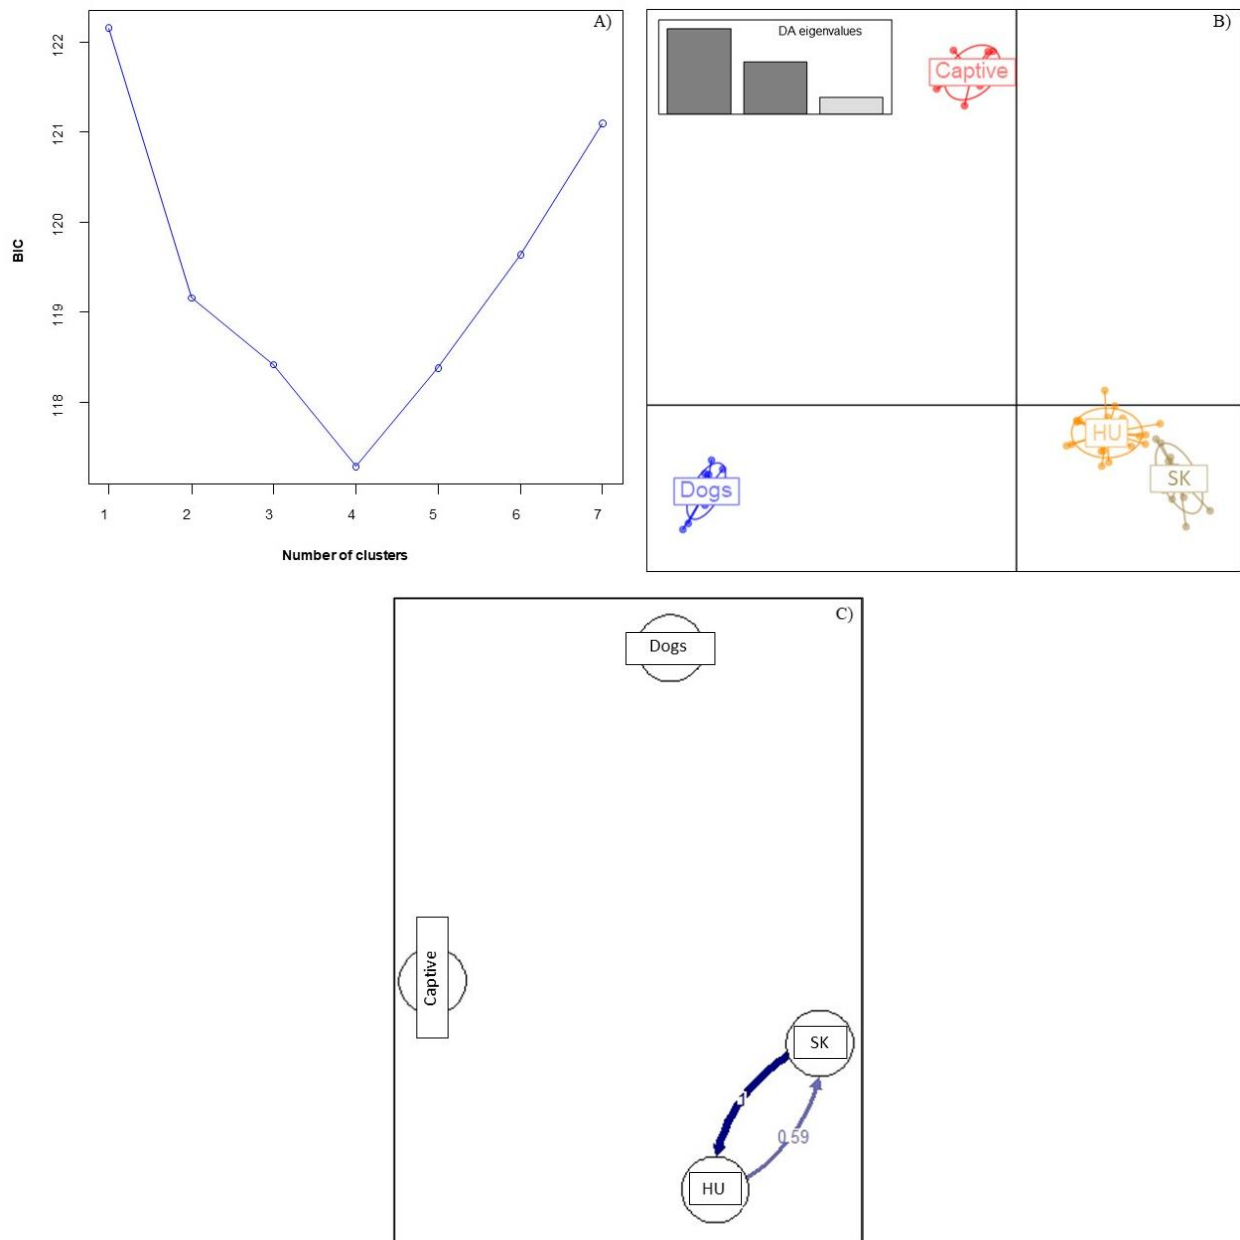 A)
122
121
120
119
118
BIC
1 2 3 4 5 6 7
Number of clusters
B)
DA eigenvalues
Captive
HU
SK
Dogs
C)
Dogs
Captive
SK
1
0.59
HU